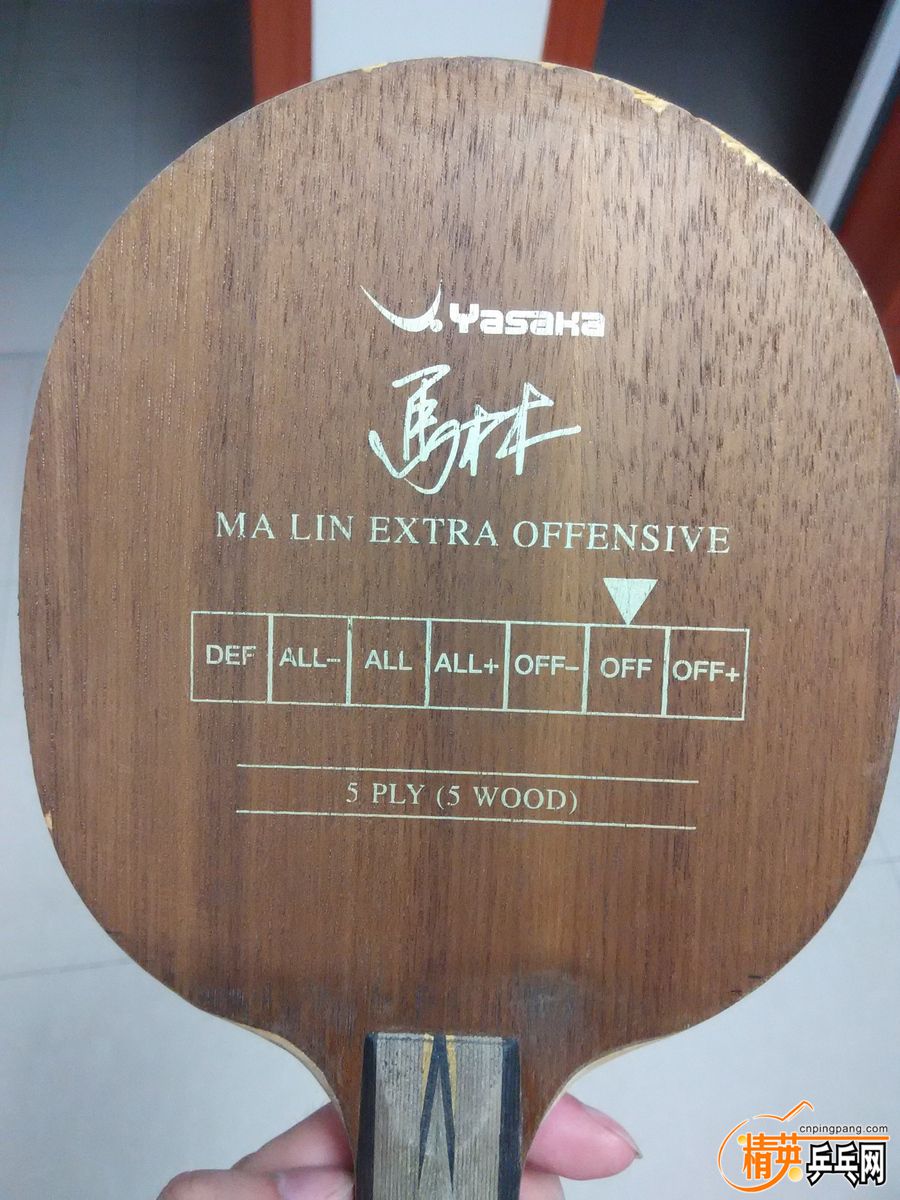 Yasaka
馬林
MA LIN EXTRA OFFENSIVE
DEF ALL- ALL ALL+ OFF- OFF OFF+
5 PLY (5 WOOD)
cnpingpang.com
精英乒乓网